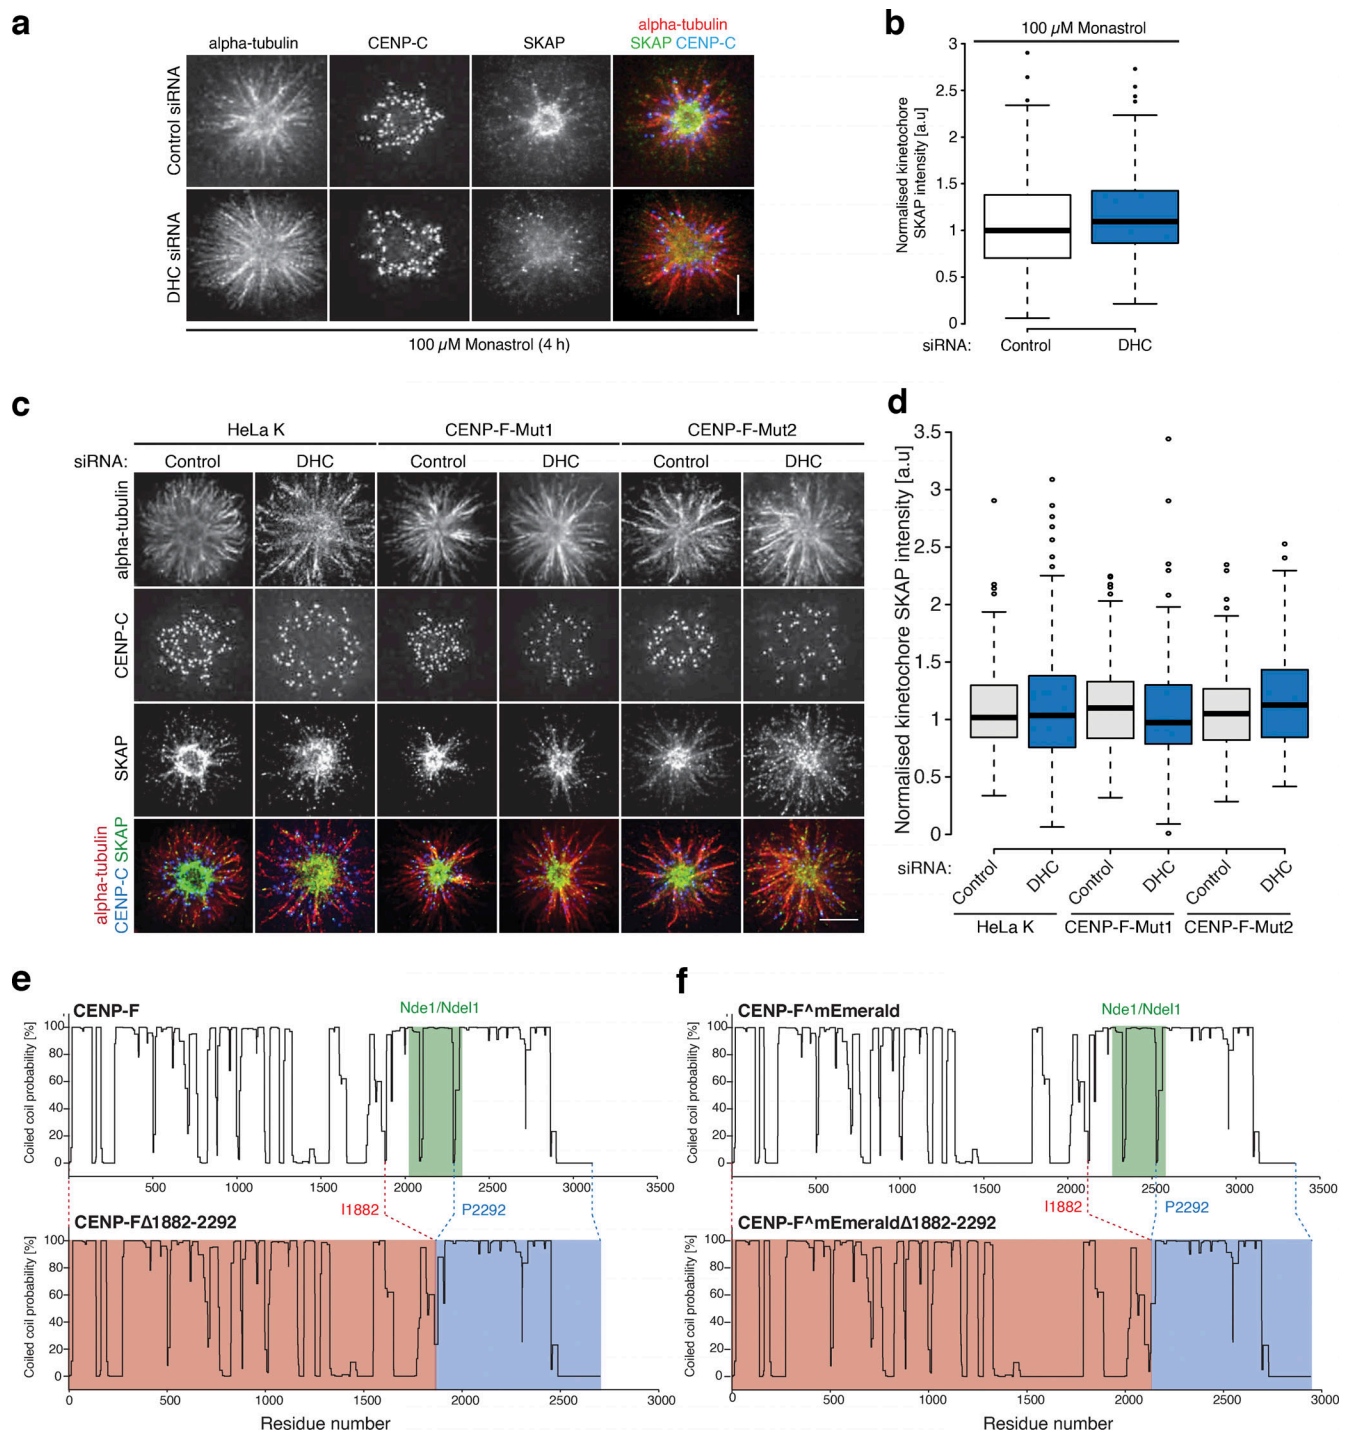 a
alpha-tubulin CENP-C SKAP alpha-tubulin
SKAP CENP-C
Control siRNA
DHC siRNA
100 µM Monastrol (4 h)
b
100 µM Monastrol
Normalised kinetochore
SKAP intensity [a.u]
3
2.5
2
1.5
1
0.5
0
siRNA: Control DHC
c
HeLa K CENP-F-Mut1 CENP-F-Mut2
siRNA: Control DHC Control DHC Control DHC
alpha-tubulin
CENP-C
SKAP
alpha-tubulin
CENP-C SKAP
d
Normalised kinetochore SKAP intensity [a.u]
3.5
3
2.5
2
1.5
1
0.5
0
siRNA: Control DHC Control DHC Control DHC
HeLa K CENP-F-Mut1 CENP-F-Mut2
e
CENP-F
Nde1/Ndel1
Coiled coil probability [%]
100
80
60
40
20
0
500 1000 1500 2000 2500 3000 3500
I1882 P2292
CENP-FΔ1882-2292
Coiled coil probability [%]
100
80
60
40
20
0
0 500 1000 1500 2000 2500 3000
Residue number
f
CENP-F^mEmerald
Nde1/Ndel1
Coiled coil probability [%]
100
80
60
40
20
0
500 1000 1500 2000 2500 3000 3500
I1882 P2292
CENP-F^mEmeraldΔ1882-2292
Coiled coil probability [%]
100
80
60
40
20
0
0 500 1000 1500 2000 2500 3000
Residue number